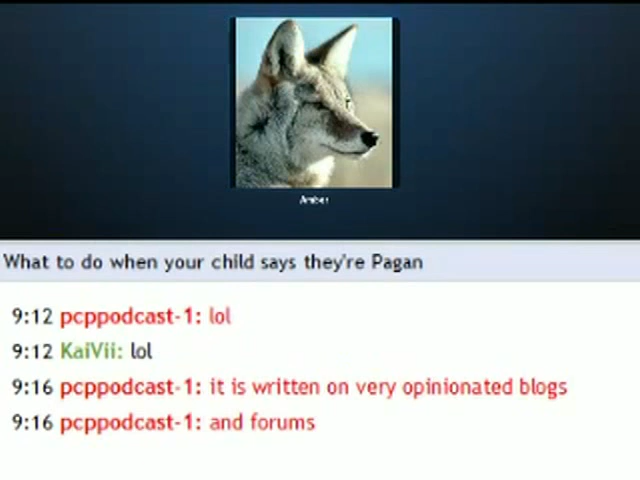 Amber
What to do when your child says they're Pagan
9:12 pcppodcast-1: lol
9:12 KaiVii: lol
9:16 pcppodcast-1: it is written on very opinionated blogs
9:16 pcppodcast-1: and forums